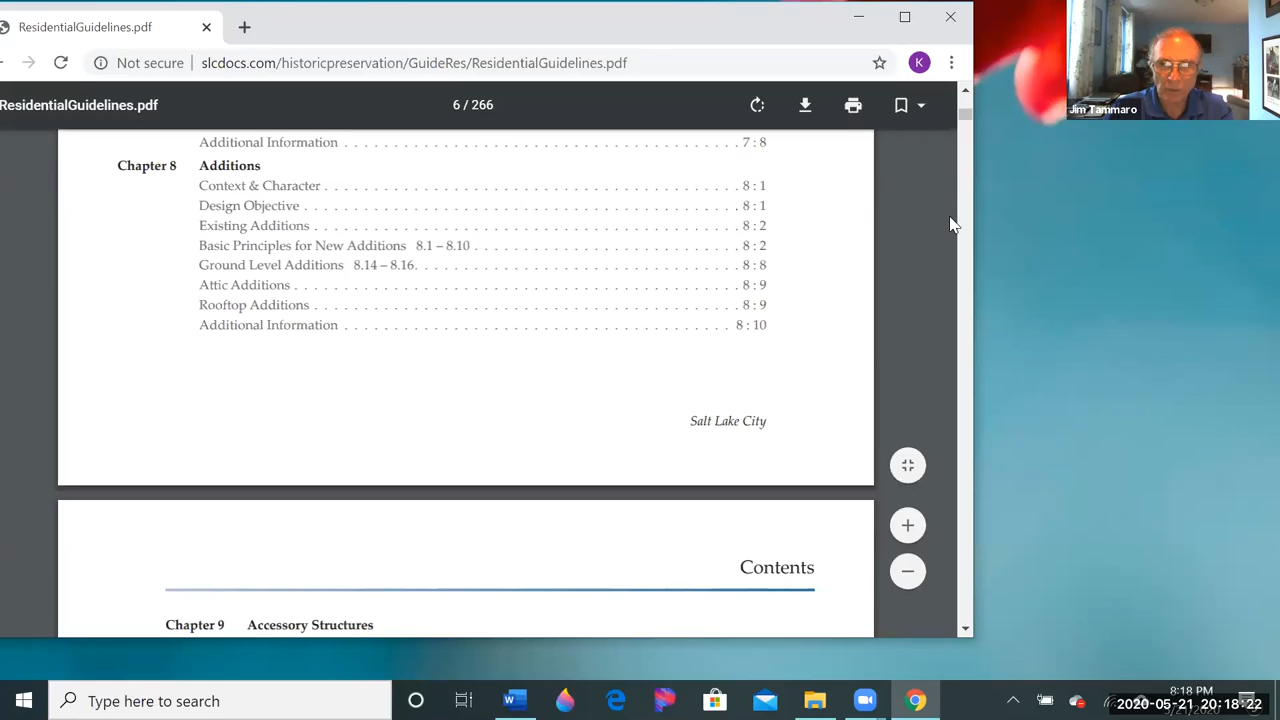 ResidentialGuidelines.pdf
Not secure | slcdocs.com/historicpreservation/GuideRes/ResidentialGuidelines.pdf
K
ResidentialGuidelines.pdf
6 / 266
Jim Tammaro
Additional Information . . . . . . . . . . . . . . . . . . . . . . . . . . . . . . . . . . . . . . . 7 : 8
Chapter 8 Additions
Context & Character . . . . . . . . . . . . . . . . . . . . . . . . . . . . . . . . . . . . . . . . . 8 : 1
Design Objective . . . . . . . . . . . . . . . . . . . . . . . . . . . . . . . . . . . . . . . . . . . 8 : 1
Existing Additions . . . . . . . . . . . . . . . . . . . . . . . . . . . . . . . . . . . . . . . . . . 8 : 2
Basic Principles for New Additions 8.1 – 8.10 . . . . . . . . . . . . . . . . . . . . . . . . . . 8 : 2
Ground Level Additions 8.14 – 8.16. . . . . . . . . . . . . . . . . . . . . . . . . . . . . . . . 8 : 8
Attic Additions . . . . . . . . . . . . . . . . . . . . . . . . . . . . . . . . . . . . . . . . . . . . 8 : 9
Rooftop Additions . . . . . . . . . . . . . . . . . . . . . . . . . . . . . . . . . . . . . . . . . . 8 : 9
Additional Information . . . . . . . . . . . . . . . . . . . . . . . . . . . . . . . . . . . . . . . 8 : 10
Salt Lake City
Contents
Chapter 9 Accessory Structures
Type here to search
8:18 PM
2020-05-21 20:18:22